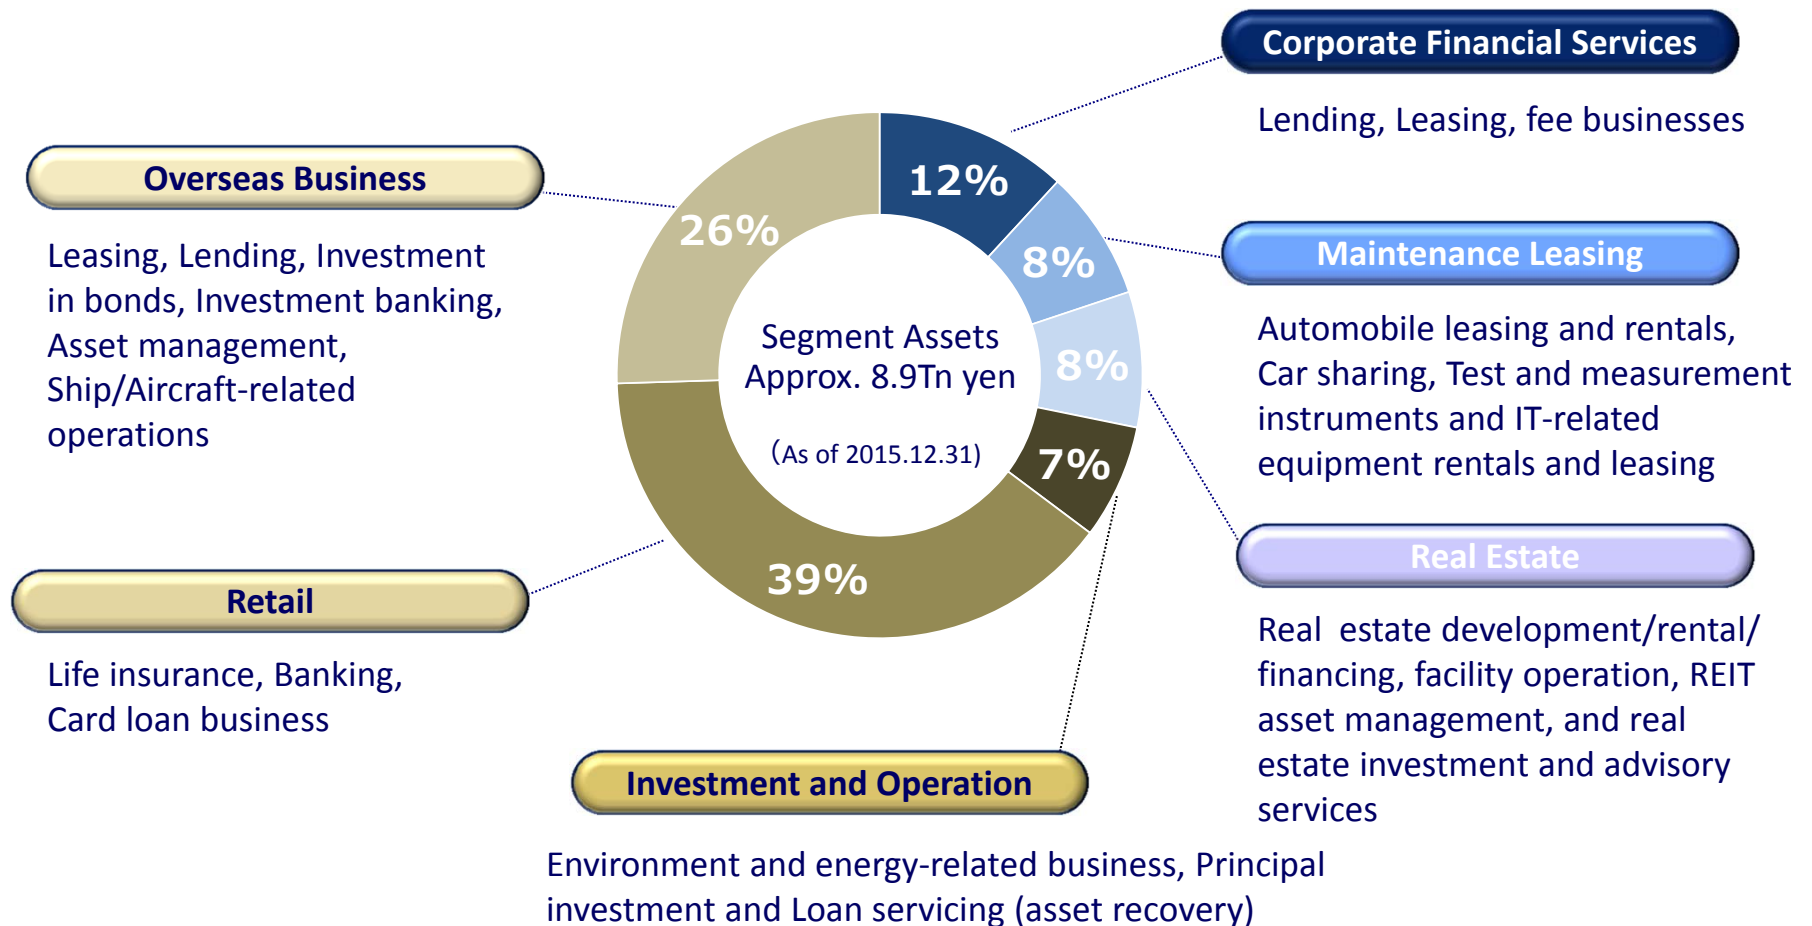 Corporate Financial Services
Lending, Leasing, fee businesses
Overseas Business
Leasing, Lending, Investment
in bonds, Investment banking,
Asset management,
Ship/Aircraft-related
operations
12%
26%
8%
8%
7%
39%
Segment Assets
Approx. 8.9Tn yen
（As of 2015.12.31)
Maintenance Leasing
Automobile leasing and rentals,
Car sharing, Test and measurement
instruments and IT-related
equipment rentals and leasing
Real Estate
Real estate development/rental/
financing, facility operation, REIT
asset management, and real
estate investment and advisory
services
Retail
Life insurance, Banking,
Card loan business
Investment and Operation
Environment and energy-related business, Principal
investment and Loan servicing (asset recovery)